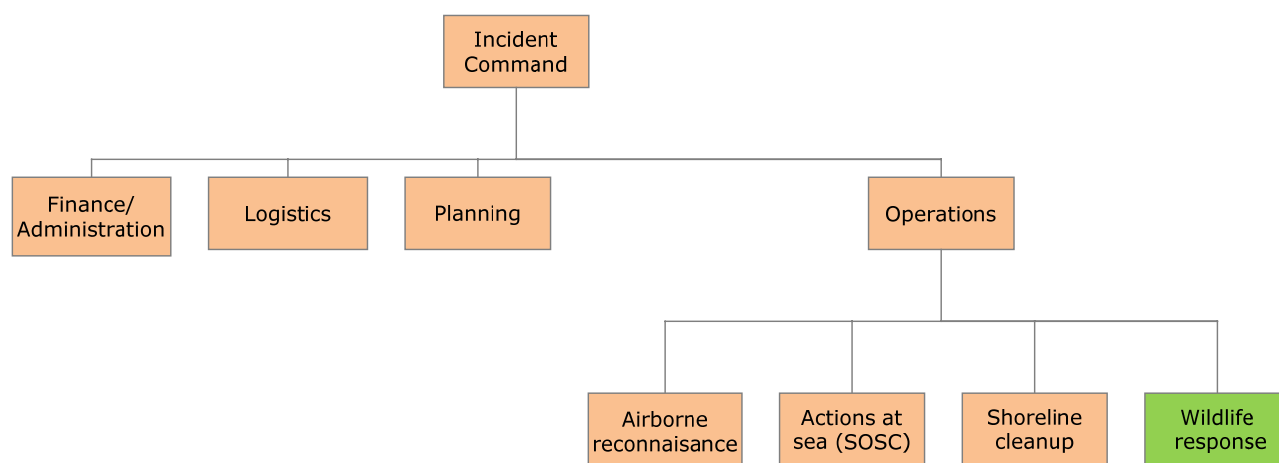 Incident
Command
Finance/
Administration
Logistics
Planning
Operations
Airborne
reconnaisance
Actions at
sea (SOSC)
Shoreline
cleanup
Wildlife
response